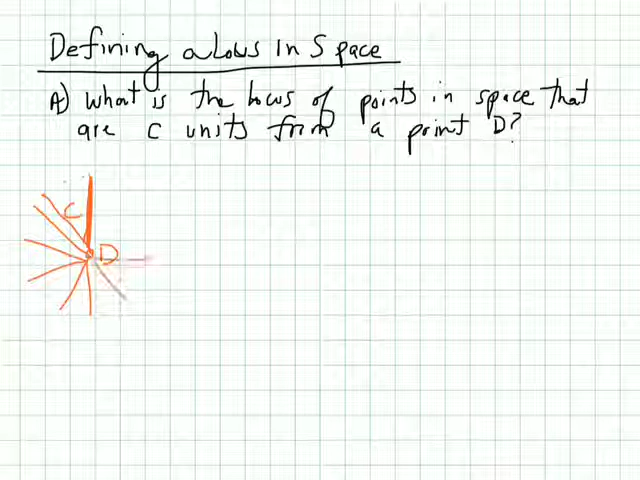 Defining a Locus in Space
A) What is the locus of points in space that
are C units from a point D?
C
D